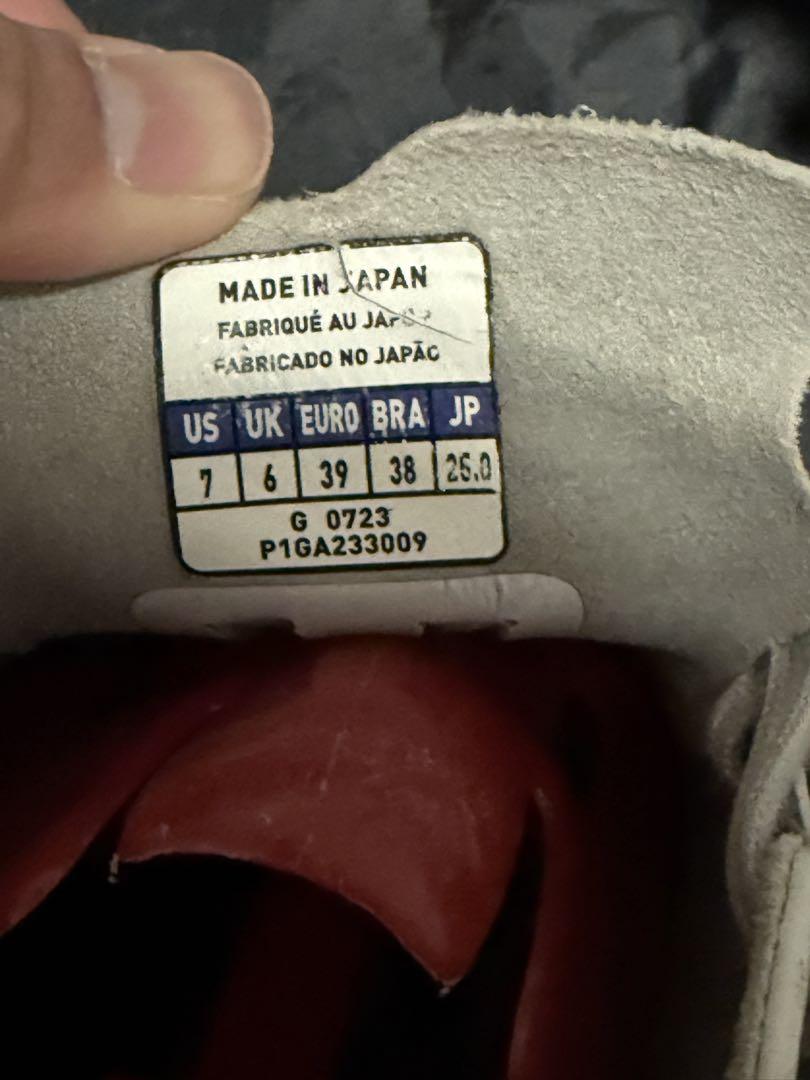 MADE IN JAPAN
FABRIQUÉ AU JAPON
FABRICADO NO JAPÃO
US UK EURO BRA JP
7 6 39 38 25.0
G 0723
P1GA233009